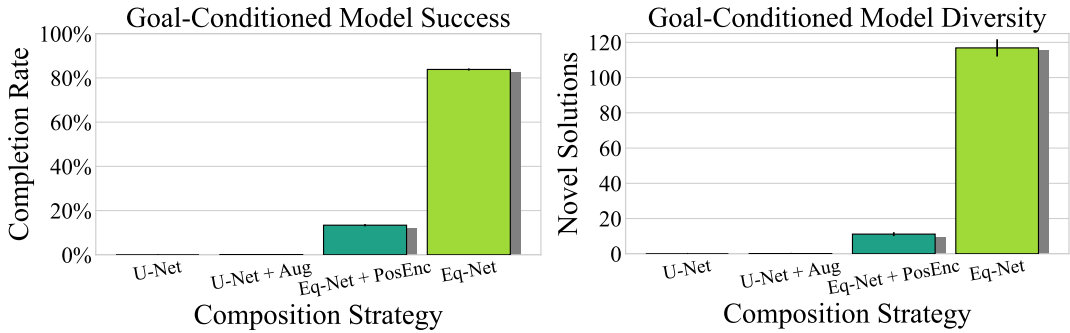 Goal-Conditioned Model Success
Completion Rate
100%
80%
60%
40%
20%
0%
U-Net
U-Net + Aug
Eq-Net + PosEnc
Eq-Net
Composition Strategy
Goal-Conditioned Model Diversity
Novel Solutions
120
100
80
60
40
20
0
U-Net
U-Net + Aug
Eq-Net + PosEnc
Eq-Net
Composition Strategy